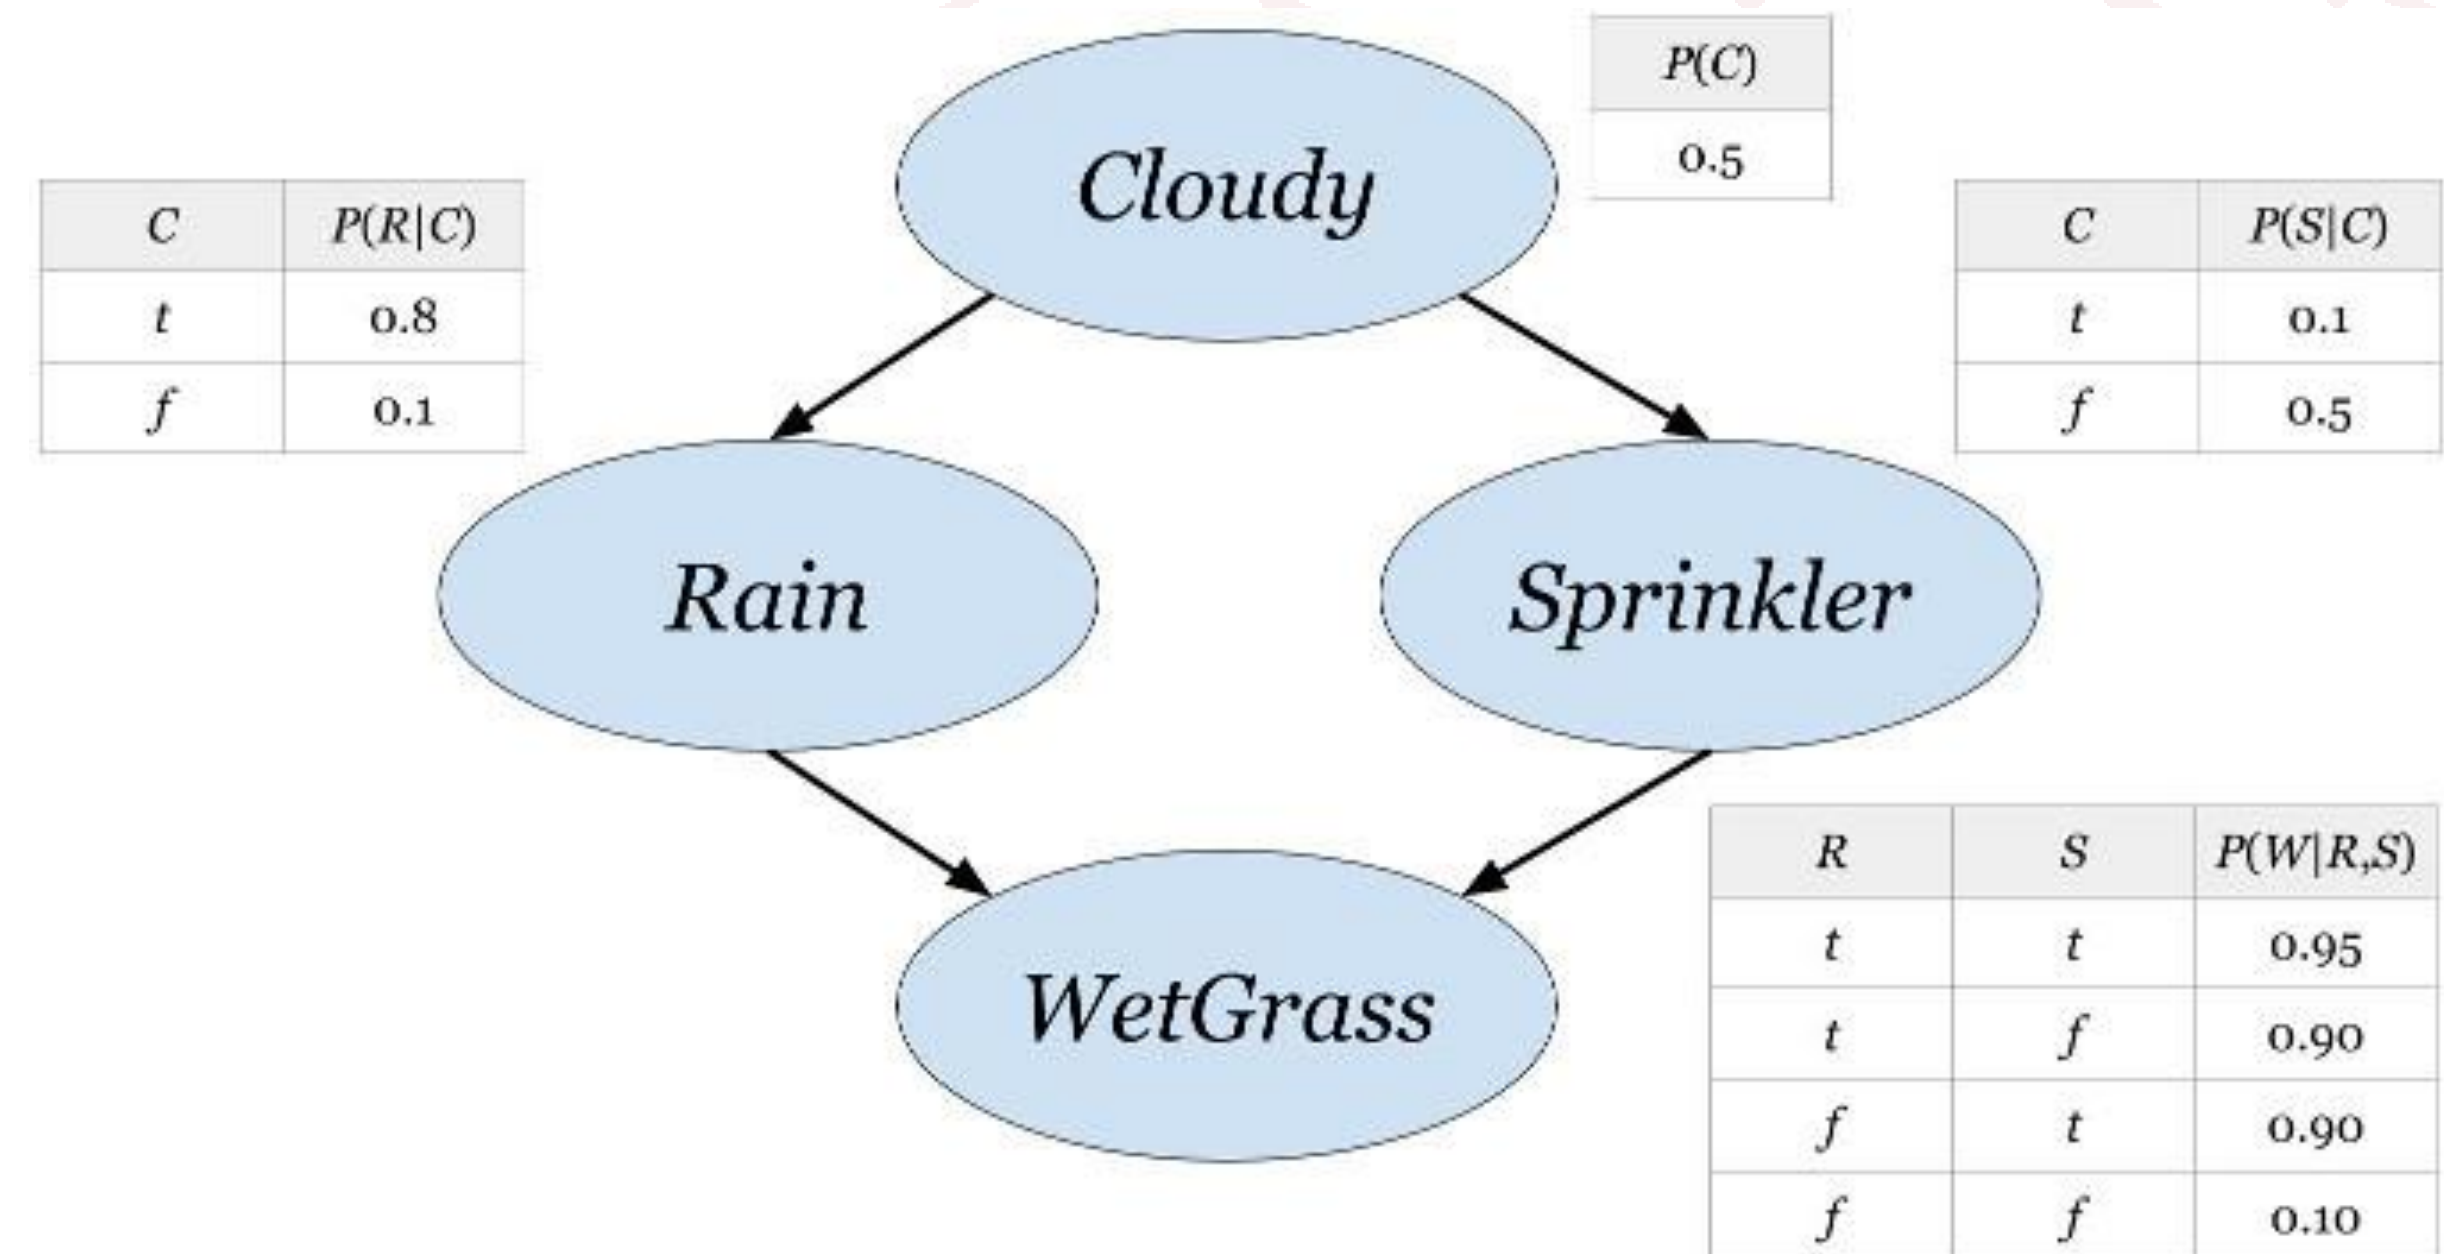 P(C)
0.5
Cloudy
C P(R|C)
t 0.8
f 0.1
C P(S|C)
t 0.1
f 0.5
Rain
Sprinkler
R S P(W|R,S)
t t 0.95
t f 0.90
f t 0.90
f f 0.10
WetGrass